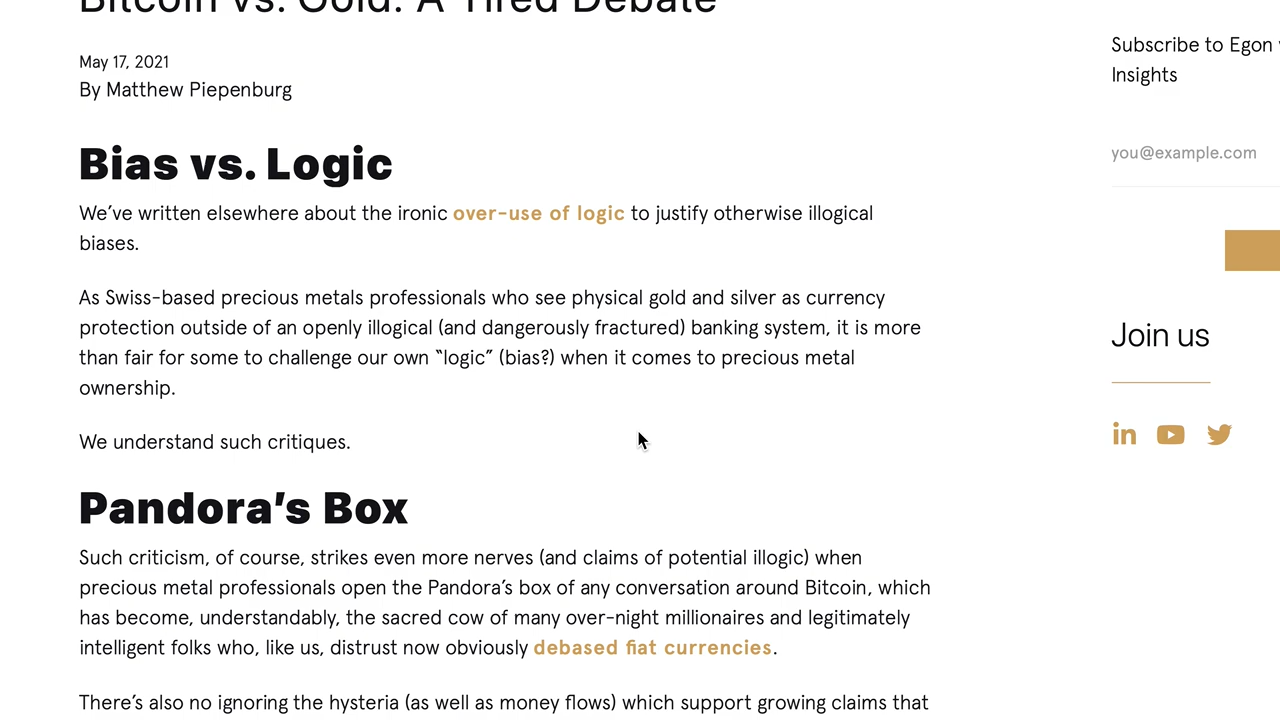 Bitcoin vs. Gold: A Tired Debate
May 17, 2021
By Matthew Piepenburg
Bias vs. Logic
We’ve written elsewhere about the ironic over-use of logic to justify otherwise illogical
biases.
As Swiss-based precious metals professionals who see physical gold and silver as currency
protection outside of an openly illogical (and dangerously fractured) banking system, it is more
than fair for some to challenge our own “logic” (bias?) when it comes to precious metal
ownership.
We understand such critiques.
Pandora’s Box
Such criticism, of course, strikes even more nerves (and claims of potential illogic) when
precious metal professionals open the Pandora’s box of any conversation around Bitcoin, which
has become, understandably, the sacred cow of many over-night millionaires and legitimately
intelligent folks who, like us, distrust now obviously debased fiat currencies.
There’s also no ignoring the hysteria (as well as money flows) which support growing claims that
Subscribe to Egon
Insights
you@example.com
Join us
in